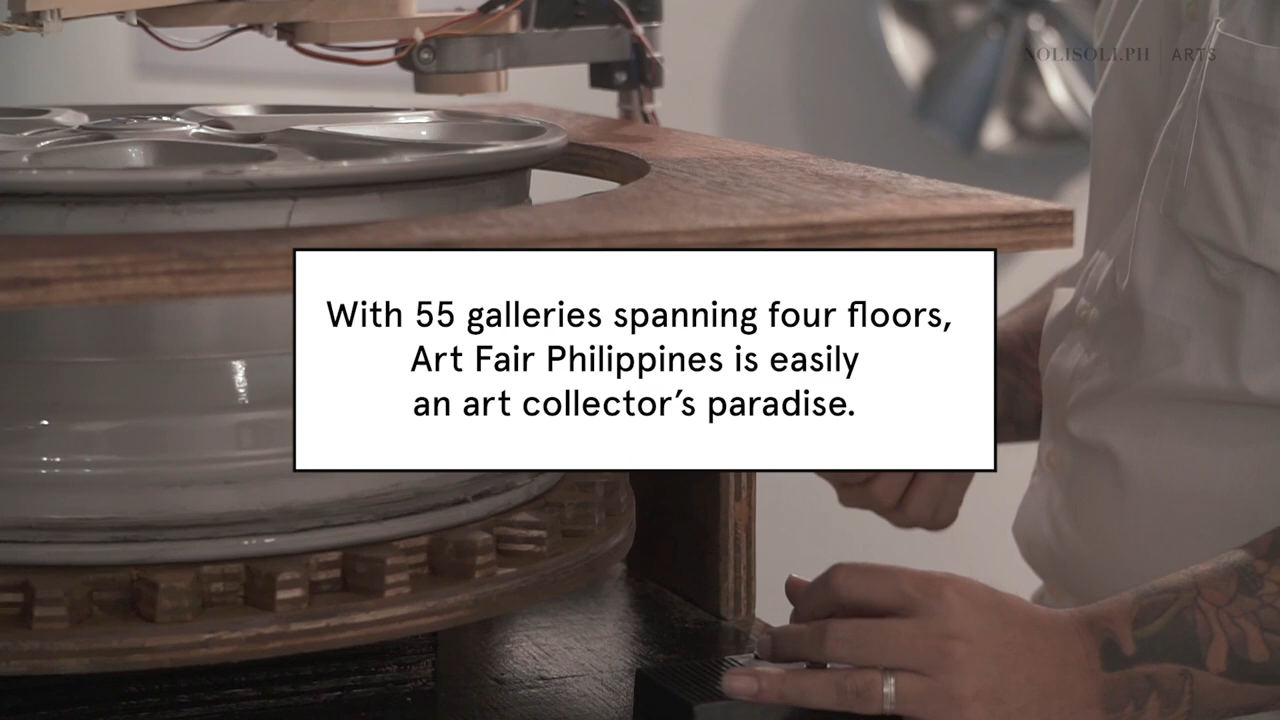 NOLISOLI.PH | ARTS
With 55 galleries spanning four floors,
Art Fair Philippines is easily
an art collector’s paradise.